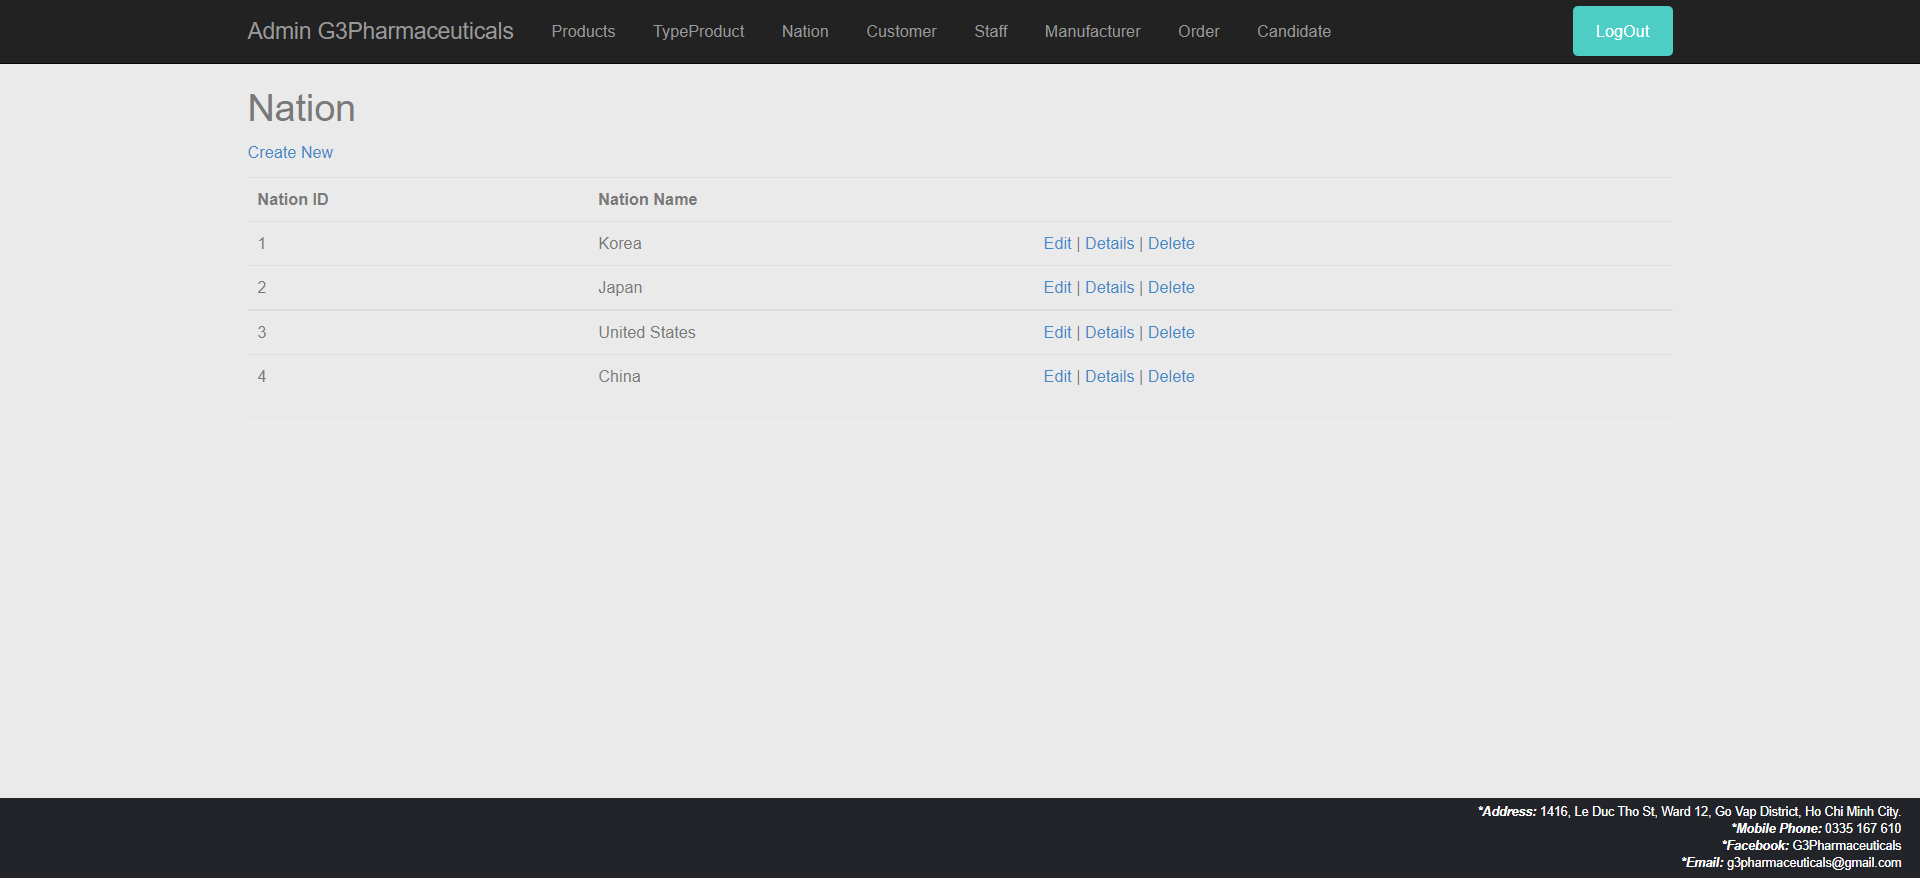 Admin G3Pharmaceuticals Products TypeProduct Nation Customer Staff Manufacturer Order Candidate LogOut
Nation
Create New
Nation ID Nation Name
1 Korea Edit | Details | Delete
2 Japan Edit | Details | Delete
3 United States Edit | Details | Delete
4 China Edit | Details | Delete
*Address: 1416, Le Duc Tho St, Ward 12, Go Vap District, Ho Chi Minh City.
*Mobile Phone: 0335 167 610
*Facebook: G3Pharmaceuticals
*Email: g3pharmaceuticals@gmail.com